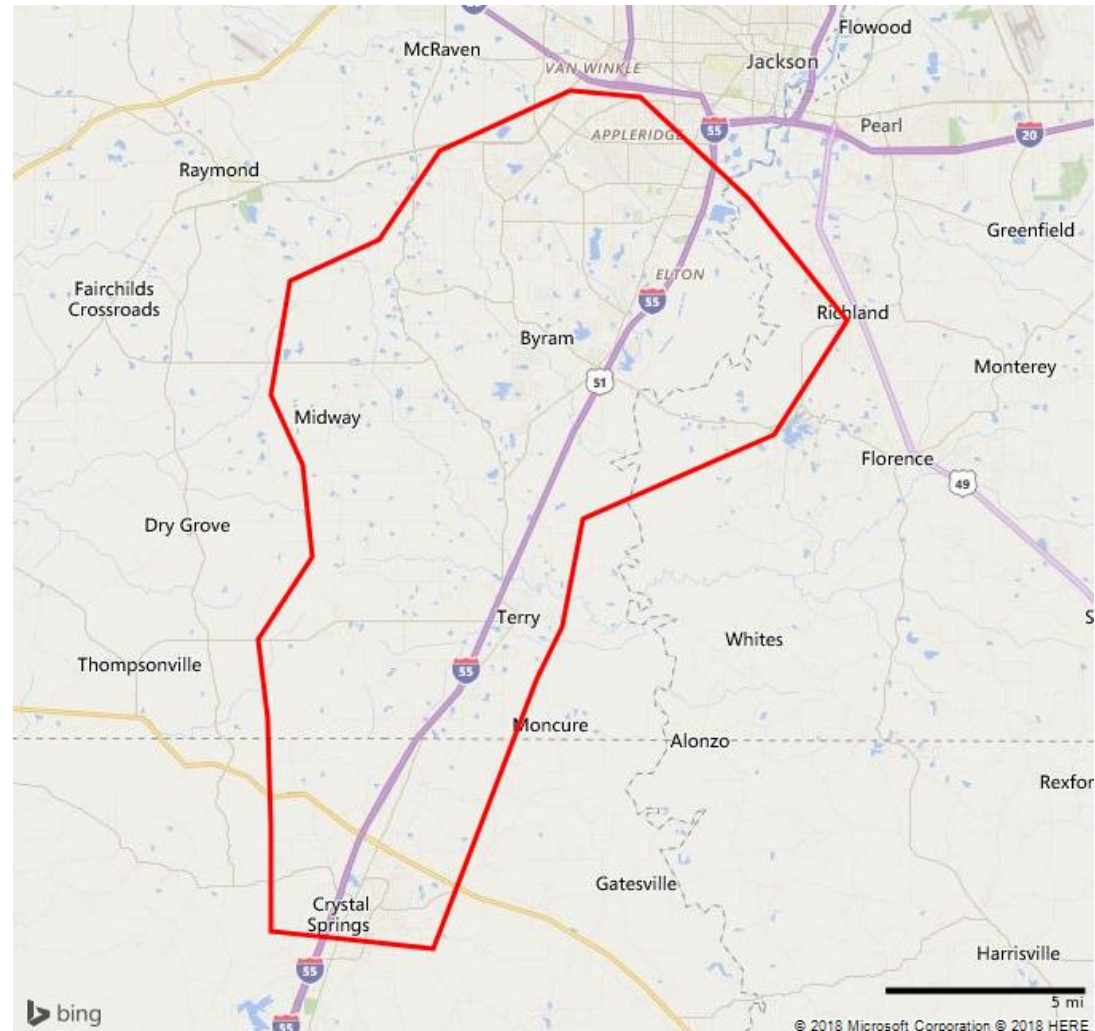 Flowood
McRaven
VAN WINKLE
Jackson
APPLERIDGE
55
Pearl
20
Raymond
Greenfield
ELTON
Fairchilds
Crossroads
55
Richland
Byram
Monterey
51
Midway
Florence
49
Dry Grove
Terry
Whites
Thompsonville
55
Moncure
Alonzo
Gatesville
Crystal
Springs
Harrisville
55
55
5 mi
bing
© 2018 Microsoft Corporation © 2018 HERE